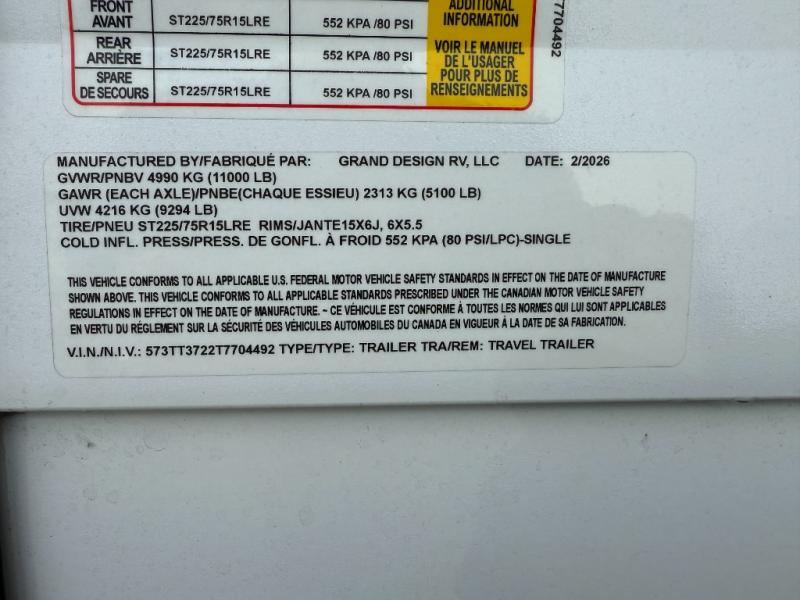 FRONT
AVANT
ST225/75R15LRE
552 KPA /80 PSI
REAR
ARRIÈRE
ST225/75R15LRE
552 KPA /80 PSI
SPARE
DE SECOURS
ST225/75R15LRE
552 KPA /80 PSI
ADDITIONAL
INFORMATION
VOIR LE MANUEL
DE L'USAGER
POUR PLUS DE
RENSEIGNEMENTS
7704492
MANUFACTURED BY/FABRIQUÉ PAR: GRAND DESIGN RV, LLC DATE: 2/2026
GVWR/PNBV 4990 KG (11000 LB)
GAWR (EACH AXLE)/PNBE(CHAQUE ESSIEU) 2313 KG (5100 LB)
UVW 4216 KG (9294 LB)
TIRE/PNEU ST225/75R15LRE RIMS/JANTE15X6J, 6X5.5
COLD INFL. PRESS/PRESS. DE GONFL. À FROID 552 KPA (80 PSI/LPC)-SINGLE
THIS VEHICLE CONFORMS TO ALL APPLICABLE U.S. FEDERAL MOTOR VEHICLE SAFETY STANDARDS IN EFFECT ON THE DATE OF MANUFACTURE
SHOWN ABOVE. THIS VEHICLE CONFORMS TO ALL APPLICABLE STANDARDS PRESCRIBED UNDER THE CANADIAN MOTOR VEHICLE SAFETY
REGULATIONS IN EFFECT ON THE DATE OF MANUFACTURE. ~ CE VÉHICULE EST CONFORME À TOUTES LES NORMES QUI LUI SONT APPLICABLES
EN VERTU DU RÉGLEMENT SUR LA SÉCURITÉ DES VÉHICULES AUTOMOBILES DU CANADA EN VIGUEUR À LA DATE DE SA FABRICATION.
V.I.N./N.I.V.: 573TT3722T7704492 TYPE/TYPE: TRAILER TRA/REM: TRAVEL TRAILER